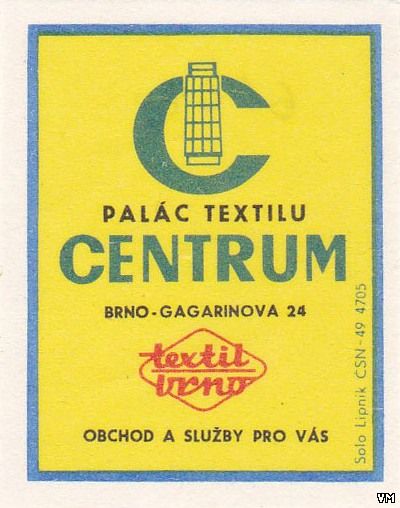 PALÁC TEXTILU
CENTRUM
BRNO-GAGARINOVA 24
textil
brno
OBCHOD A SLUŽBY PRO VÁS
Solo Lipník ČSN-49 4705
VM